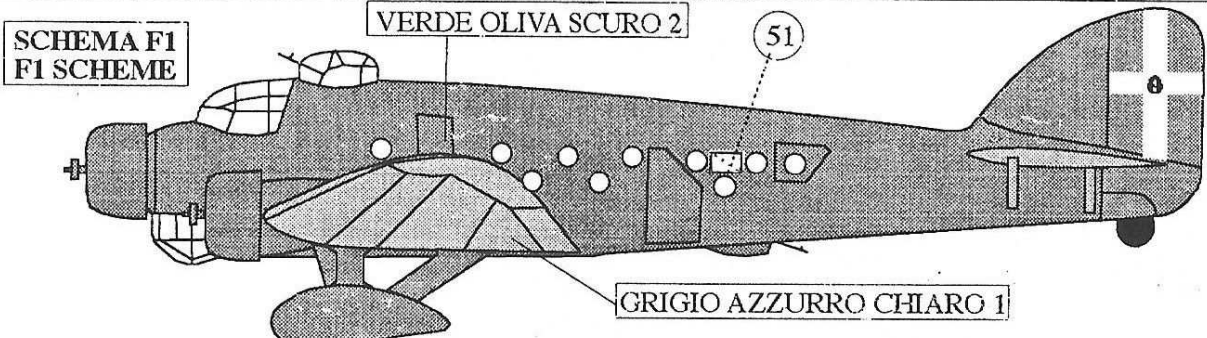 SCHEMA F1
F1 SCHEME
VERDE OLIVA SCURO 2
51
GRIGIO AZZURRO CHIARO 1